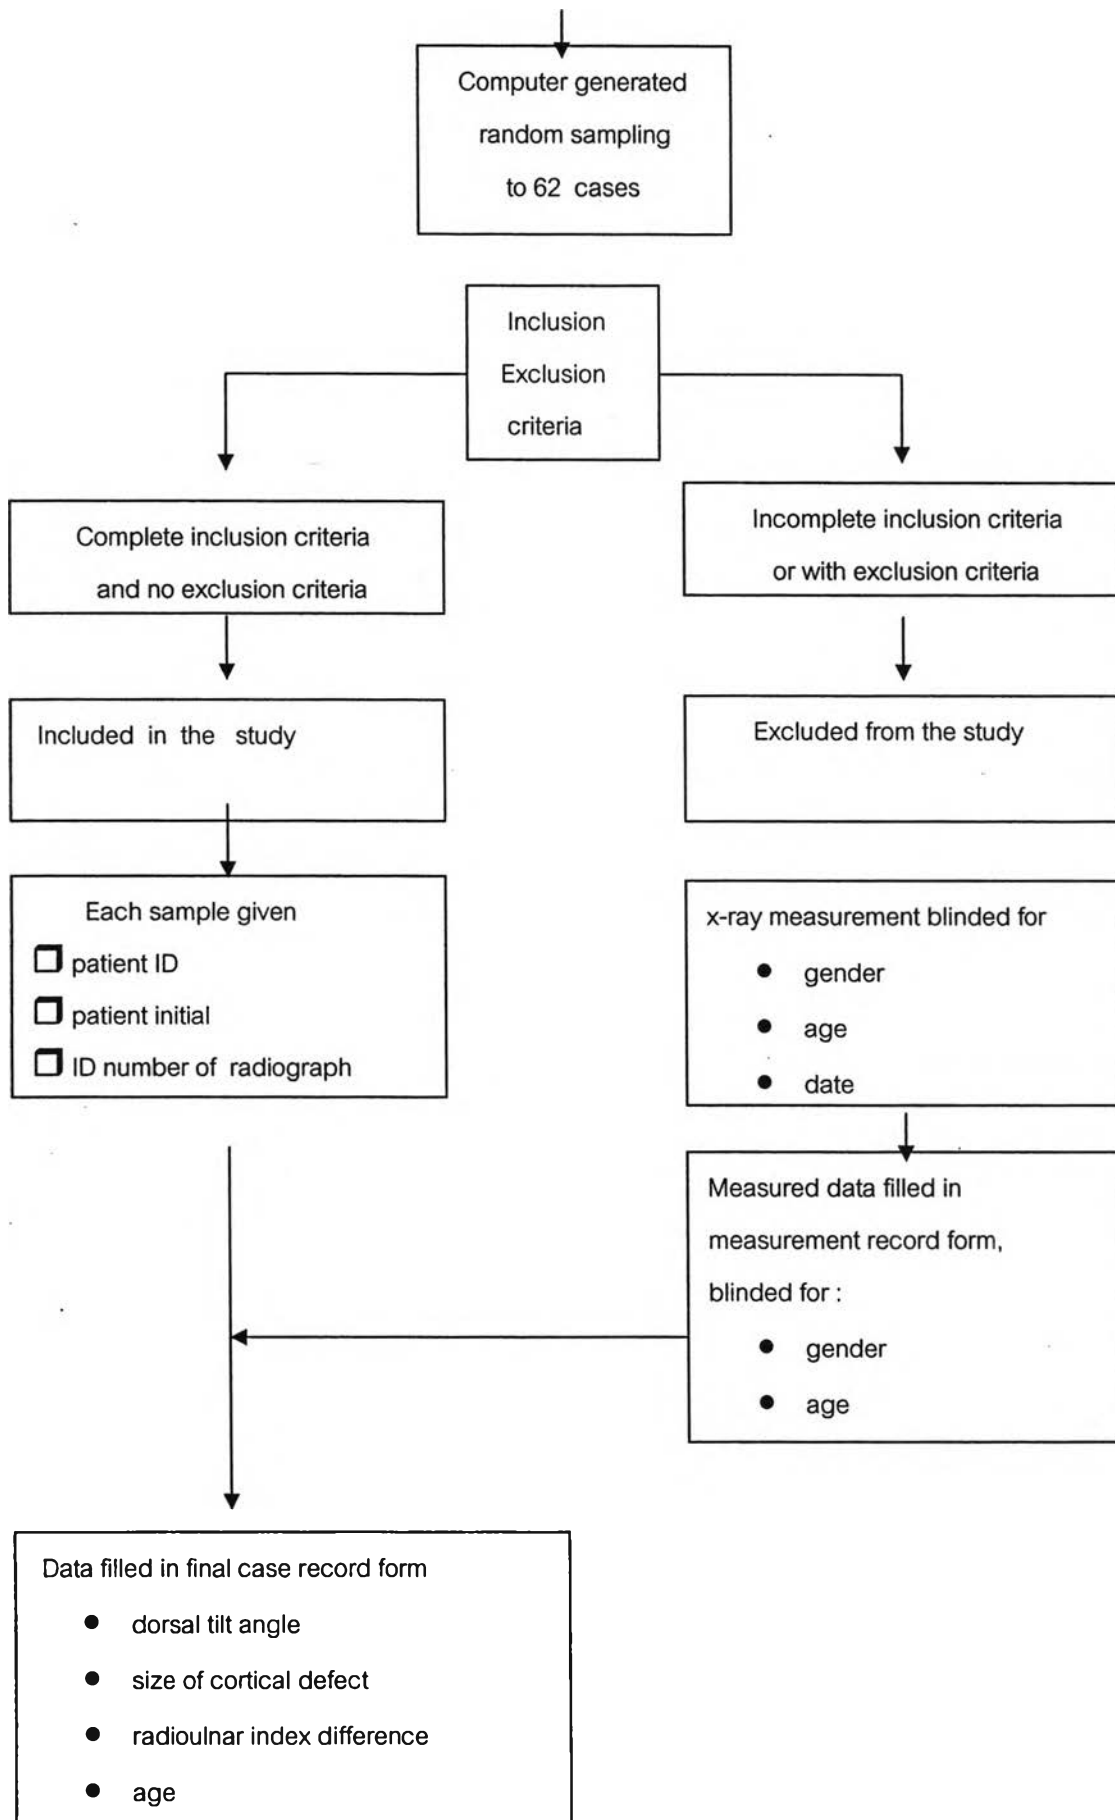 Computer generated
random sampling
to 62 cases
Inclusion
Exclusion
criteria
Complete inclusion criteria
and no exclusion criteria
Incomplete inclusion criteria
or with exclusion criteria
Included in the study
Excluded from the study
Each sample given
❒ patient ID
❒ patient initial
❒ ID number of radiograph
x-ray measurement blinded for
● gender
● age
● date
Measured data filled in
measurement record form,
blinded for :
● gender
● age
Data filled in final case record form
● dorsal tilt angle
● size of cortical defect
● radioulnar index difference
● age